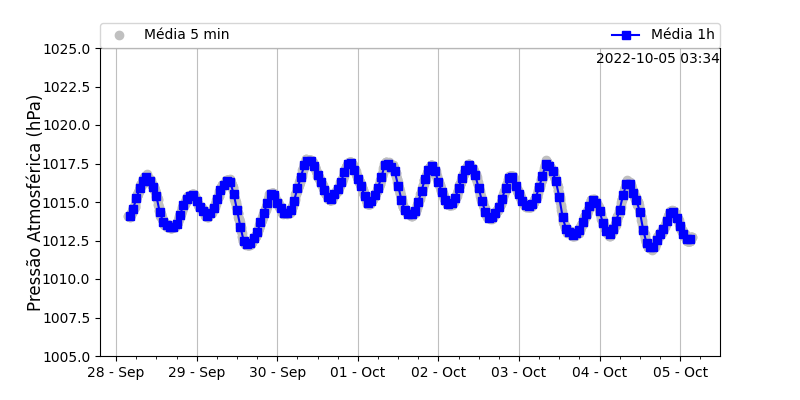 Média 5 min
Média 1h
2022-10-05 03:34
Pressão Atmosférica (hPa)
1025.0
1022.5
1020.0
1017.5
1015.0
1012.5
1010.0
1007.5
1005.0
28 - Sep
29 - Sep
30 - Sep
01 - Oct
02 - Oct
03 - Oct
04 - Oct
05 - Oct